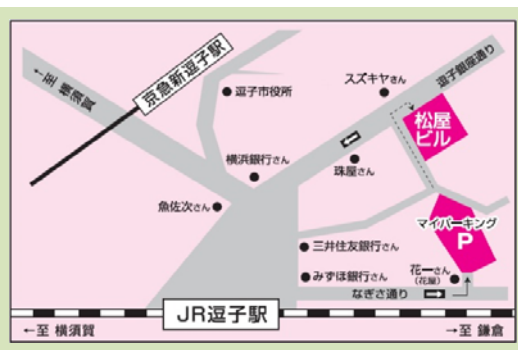 ↑至 横須賀
京急新逗子駅
逗子市役所
スズキヤさん
逗子銀座通り
松屋
ビル
横浜銀行さん
珠屋さん
魚佐次さん
マイパーキング
P
三井住友銀行さん
みずほ銀行さん
花一さん
(花屋)
なぎさ通り
JR逗子駅
←至 横須賀
→至 鎌倉